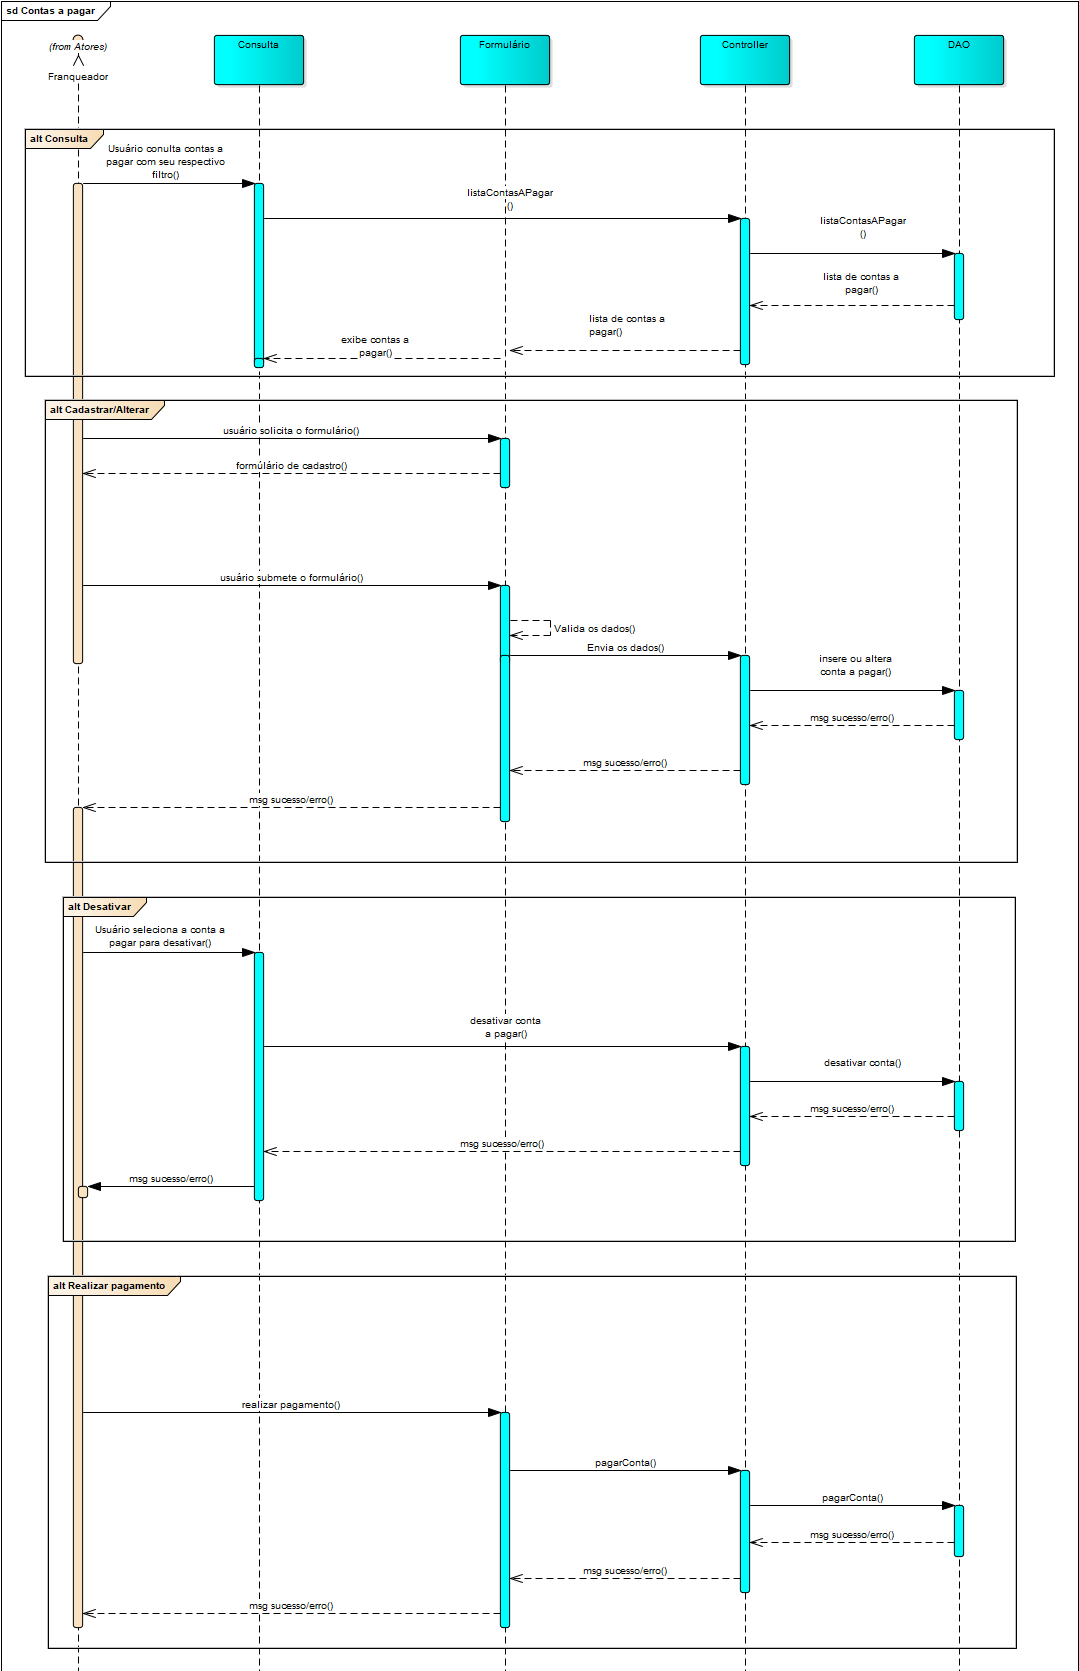 sd Contas a pagar
(from Atores)
Franqueador
Consulta
Formulário
Controller
DAO
alt Consulta
Usuário conulta contas a
pagar com seu respectivo
filtro()
listaContasAPagar
()
listaContasAPagar
()
lista de contas a
pagar()
lista de contas a
pagar()
exibe contas a
pagar()
alt Cadastrar/Alterar
usuário solicita o formulário()
formulário de cadastro()
usuário submete o formulário()
Valida os dados()
Envia os dados()
insere ou altera
conta a pagar()
msg sucesso/erro()
msg sucesso/erro()
msg sucesso/erro()
alt Desativar
Usuário seleciona a conta a
pagar para desativar()
desativar conta
a pagar()
desativar conta()
msg sucesso/erro()
msg sucesso/erro()
msg sucesso/erro()
alt Realizar pagamento
realizar pagamento()
pagarConta()
pagarConta()
msg sucesso/erro()
msg sucesso/erro()
msg sucesso/erro()